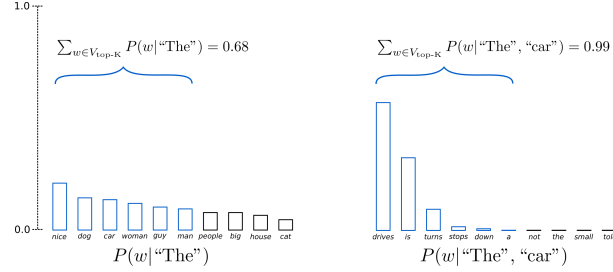 1.0
∑w∈Vtop-K P(w|“The”) = 0.68
∑w∈Vtop-K P(w|“The”, “car”) = 0.99
0.0
nice dog car woman guy man people big house cat
drives is turns stops down a not the small tol
P(w|“The”)
P(w|“The”, “car”)